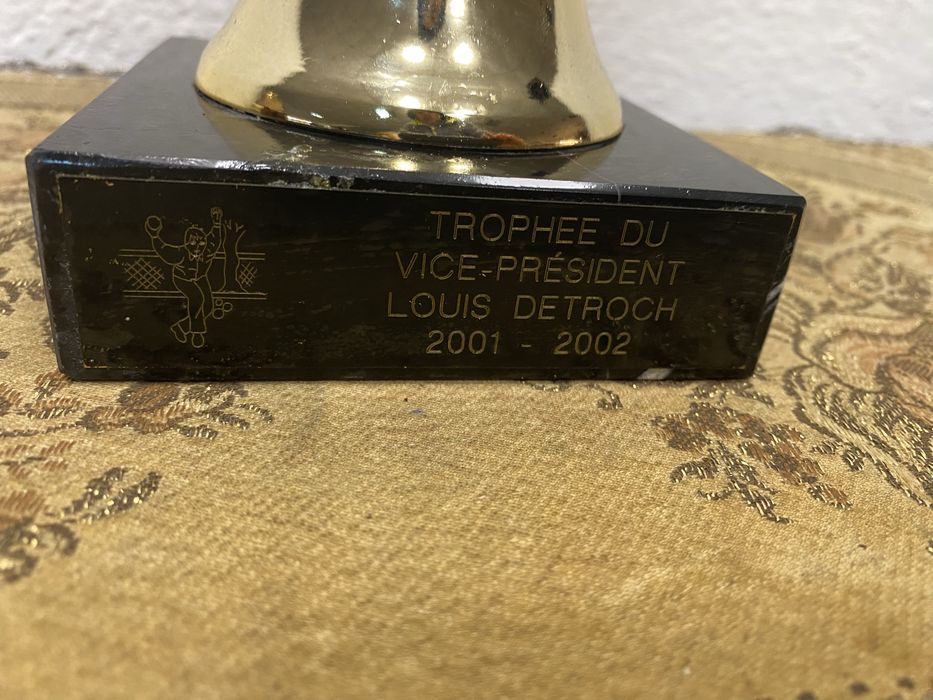 TROPHEE DU
VICE-PRÉSIDENT
LOUIS DETROCH
2001 - 2002